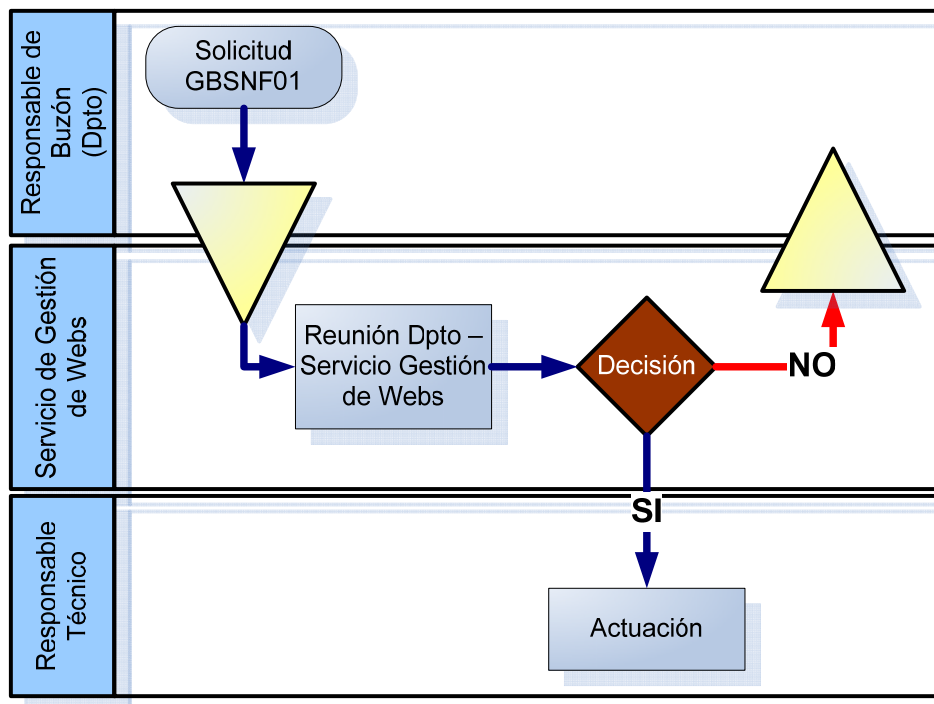 Responsable de
Buzón
(Dpto)
Solicitud
GBSNF01
Servicio de Gestión
de Webs
Reunión Dpto –
Servicio Gestión
de Webs
Decisión
NO
SI
Responsable
Técnico
Actuación